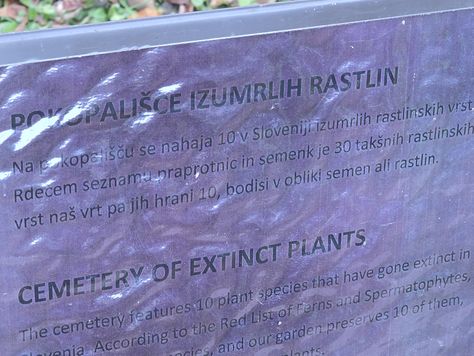 POKOPALIŠČE IZUMRLIH RASTLIN
Na pokopališču se nahaja 10 v Sloveniji izumrlih rastlinskih vrst
Rdečem seznamu praprotnic in semenk je 30 takšnih rastlinskih
vrst naš vrt pa jih hrani 10, bodisi v obliki semen ali rastlin.
CEMETERY OF EXTINCT PLANTS
The cemetery features 10 plant species that have gone extinct in
Slovenia. According to the Red List of Ferns and Spermatophytes
species, and our garden preserves 10 of them,
plants.